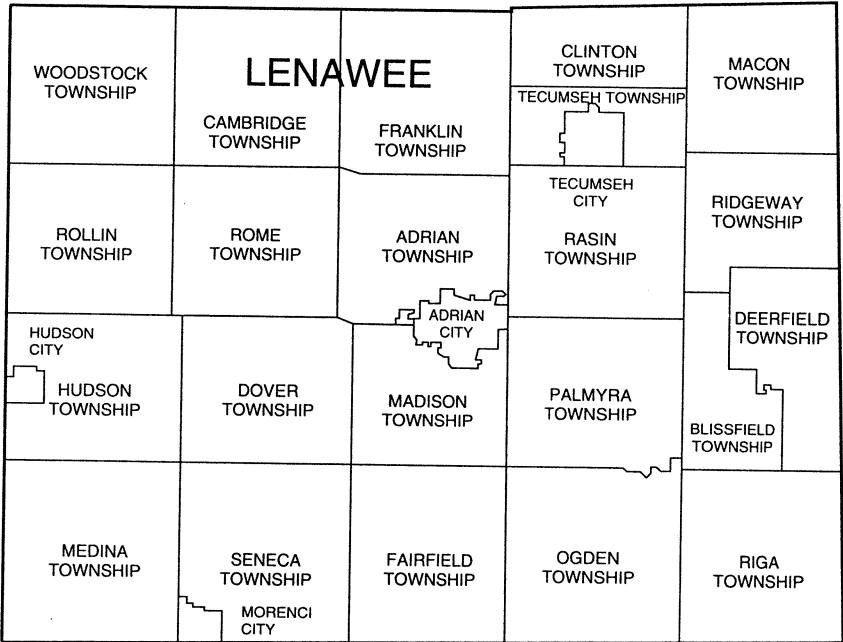 LENAWEE
WOODSTOCK
TOWNSHIP
CAMBRIDGE
TOWNSHIP
FRANKLIN
TOWNSHIP
CLINTON
TOWNSHIP
TECUMSEH TOWNSHIP
MACON
TOWNSHIP
TECUMSEH
CITY
ROLLIN
TOWNSHIP
ROME
TOWNSHIP
ADRIAN
TOWNSHIP
RASIN
TOWNSHIP
RIDGEWAY
TOWNSHIP
ADRIAN
CITY
HUDSON
CITY
HUDSON
TOWNSHIP
DOVER
TOWNSHIP
MADISON
TOWNSHIP
PALMYRA
TOWNSHIP
DEERFIELD
TOWNSHIP
BLISSFIELD
TOWNSHIP
MEDINA
TOWNSHIP
SENECA
TOWNSHIP
FAIRFIELD
TOWNSHIP
OGDEN
TOWNSHIP
RIGA
TOWNSHIP
MORENCI
CITY